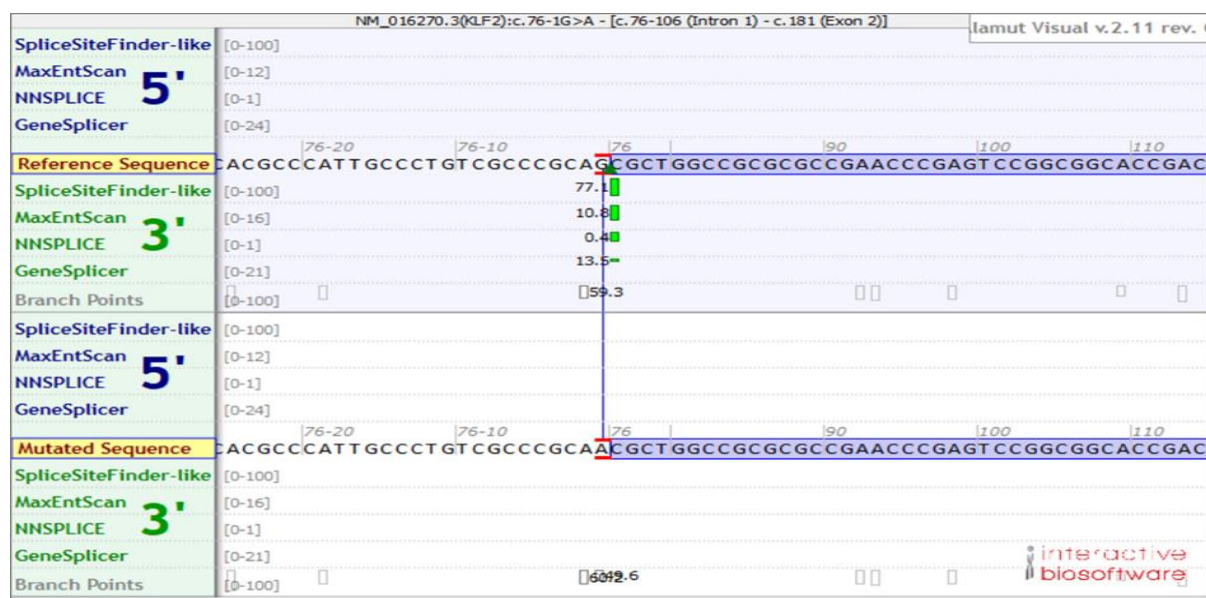 NM_016270.3(KLF2):c.76-1G>A - [c.76-106 (Intron 1) - c.181 (Exon 2)]
lamut Visual v.2.11 rev.
SpliceSiteFinder-like [0-100]
MaxEntScan [0-12]
5'
NNSPLICE [0-1]
GeneSplicer [0-24]
76-20 76-10 76 90 100 110
Reference Sequence CACGCCCATTGCCCTGTCGCCCGCAGCGCTGGCCGCGCGCCGAACCCGAGTCCGGCGGCACCGAC
SpliceSiteFinder-like [0-100] 77.1
MaxEntScan [0-16] 10.8
3'
NNSPLICE [0-1] 0.4
GeneSplicer [0-21] 13.5
Branch Points [0-100] 59.3
SpliceSiteFinder-like [0-100]
MaxEntScan [0-12]
5'
NNSPLICE [0-1]
GeneSplicer [0-24]
76-20 76-10 76 90 100 110
Mutated Sequence CACGCCCATTGCCCTGTCGCCCGCAACGCTGGCCGCGCGCCGAACCCGAGTCCGGCGGCACCGAC
SpliceSiteFinder-like [0-100]
MaxEntScan [0-16]
3'
NNSPLICE [0-1]
GeneSplicer [0-21]
Branch Points [0-100]
interactive
biosoftware